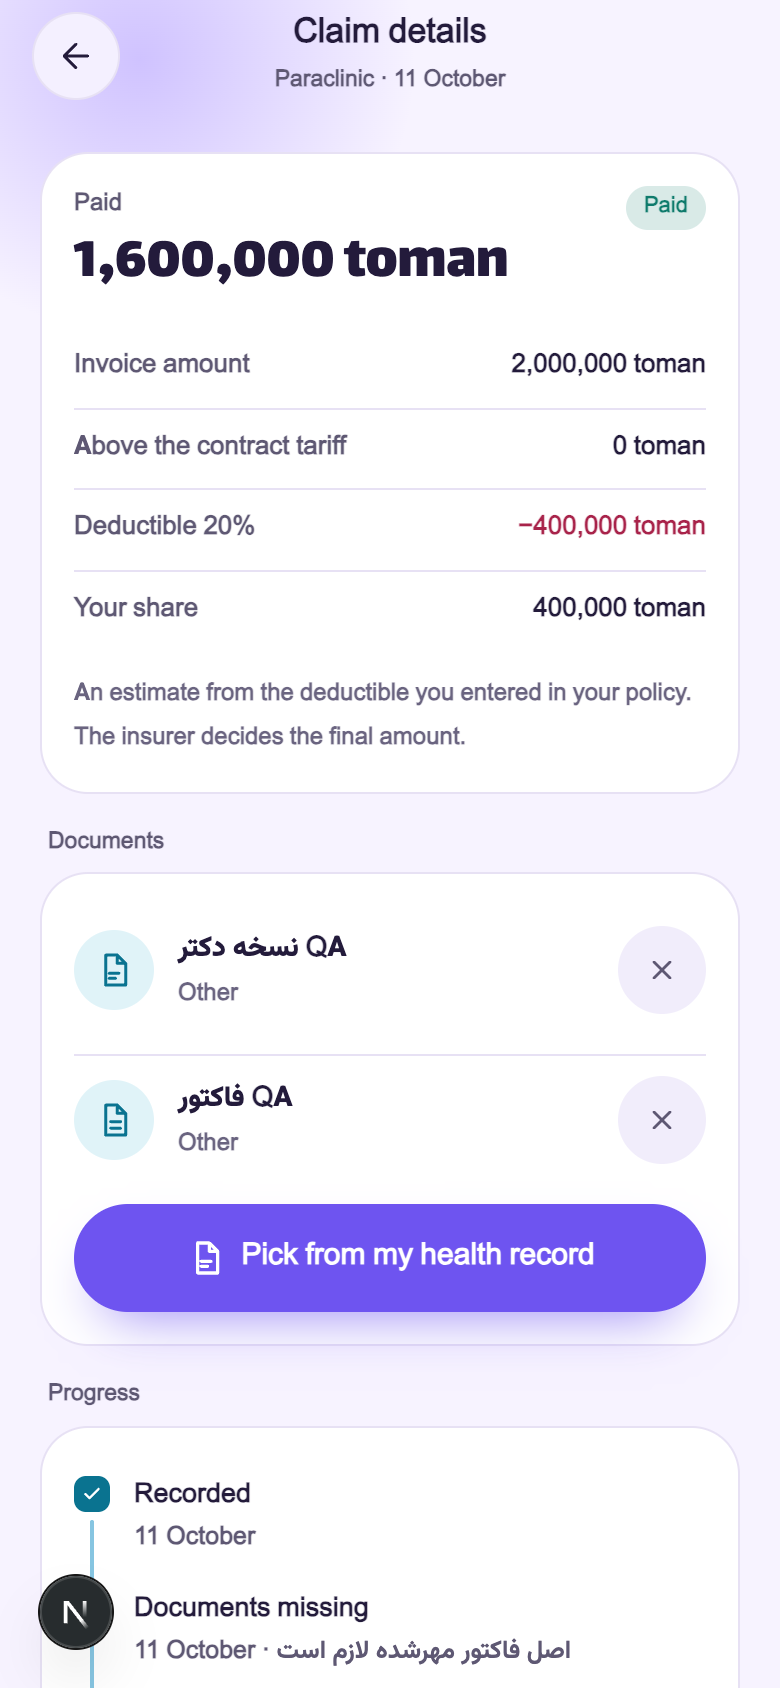 Claim details
Paraclinic · 11 October
Paid
Paid
1,600,000 toman
Invoice amount
2,000,000 toman
Above the contract tariff
0 toman
Deductible 20%
−400,000 toman
Your share
400,000 toman
An estimate from the deductible you entered in your policy.
The insurer decides the final amount.
Documents
نسخه دکتر QA
Other
فاکتور QA
Other
Pick from my health record
Progress
Recorded
11 October
N
Documents missing
11 October · اصل فاکتور مهرشده لازم است